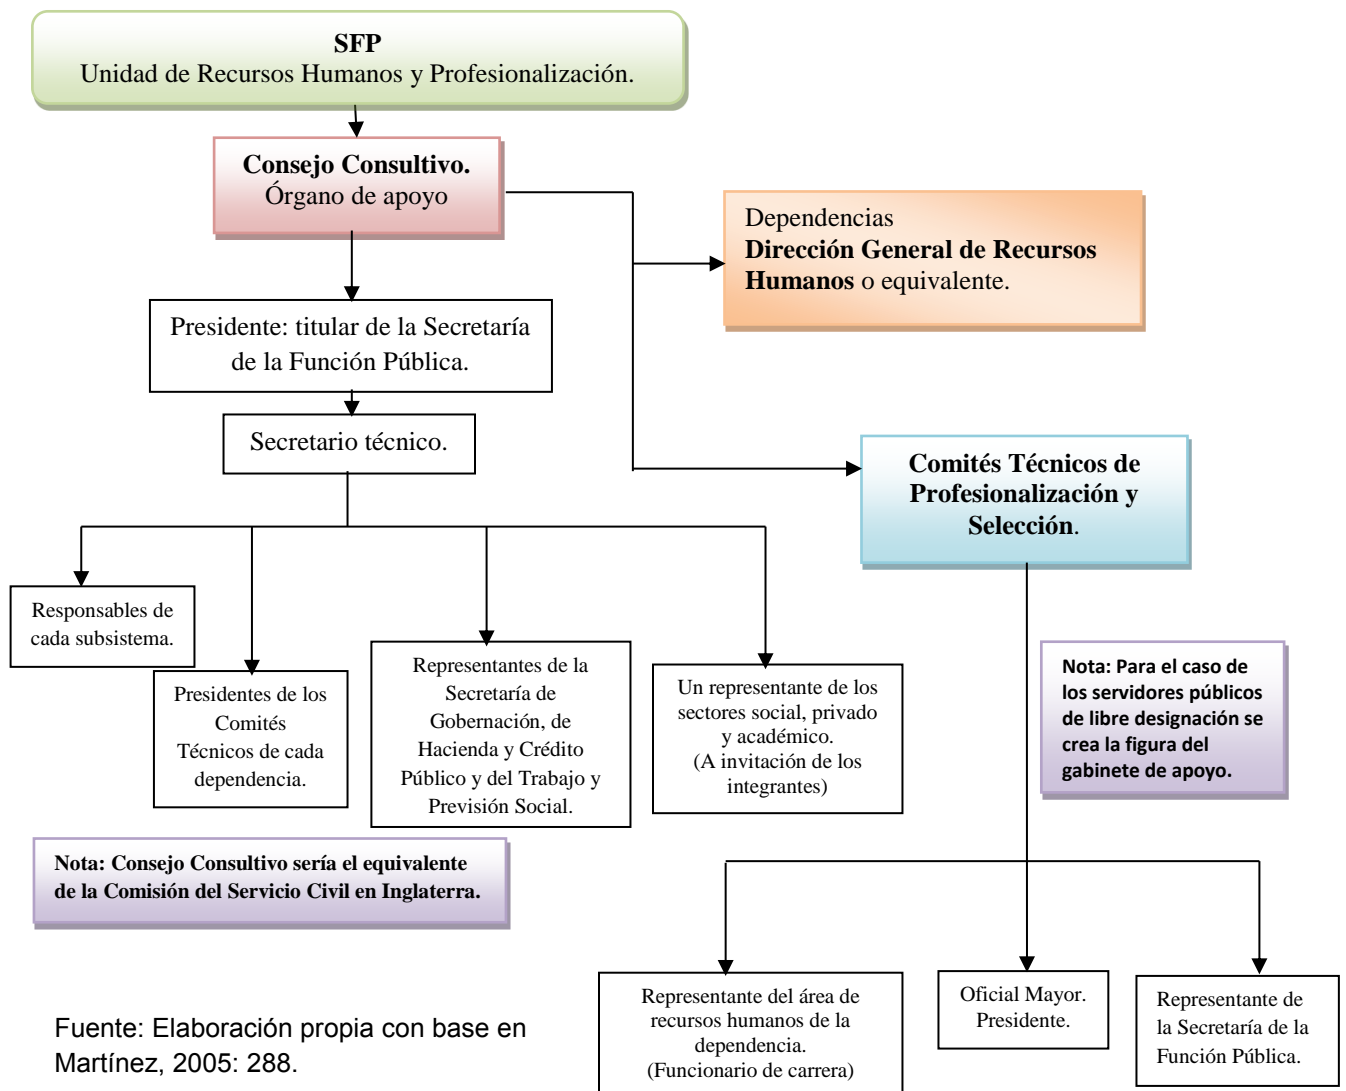 SFP
Unidad de Recursos Humanos y Profesionalización.
Consejo Consultivo.
Órgano de apoyo
Dependencias
Dirección General de Recursos
Humanos o equivalente.
Presidente: titular de la Secretaría
de la Función Pública.
Secretario técnico.
Comités Técnicos de
Profesionalización y
Selección.
Responsables de
cada subsistema.
Presidentes de los
Comités
Técnicos de cada
dependencia.
Representantes de la
Secretaría de
Gobernación, de
Hacienda y Crédito
Público y del Trabajo y
Previsión Social.
Un representante de los
sectores social, privado
y académico.
(A invitación de los
integrantes)
Nota: Para el caso de
los servidores públicos
de libre designación se
crea la figura del
gabinete de apoyo.
Nota: Consejo Consultivo sería el equivalente
de la Comisión del Servicio Civil en Inglaterra.
Representante del área de
recursos humanos de la
dependencia.
(Funcionario de carrera)
Oficial Mayor.
Presidente.
Representante de
la Secretaría de la
Función Pública.
Fuente: Elaboración propia con base en
Martínez, 2005: 288.